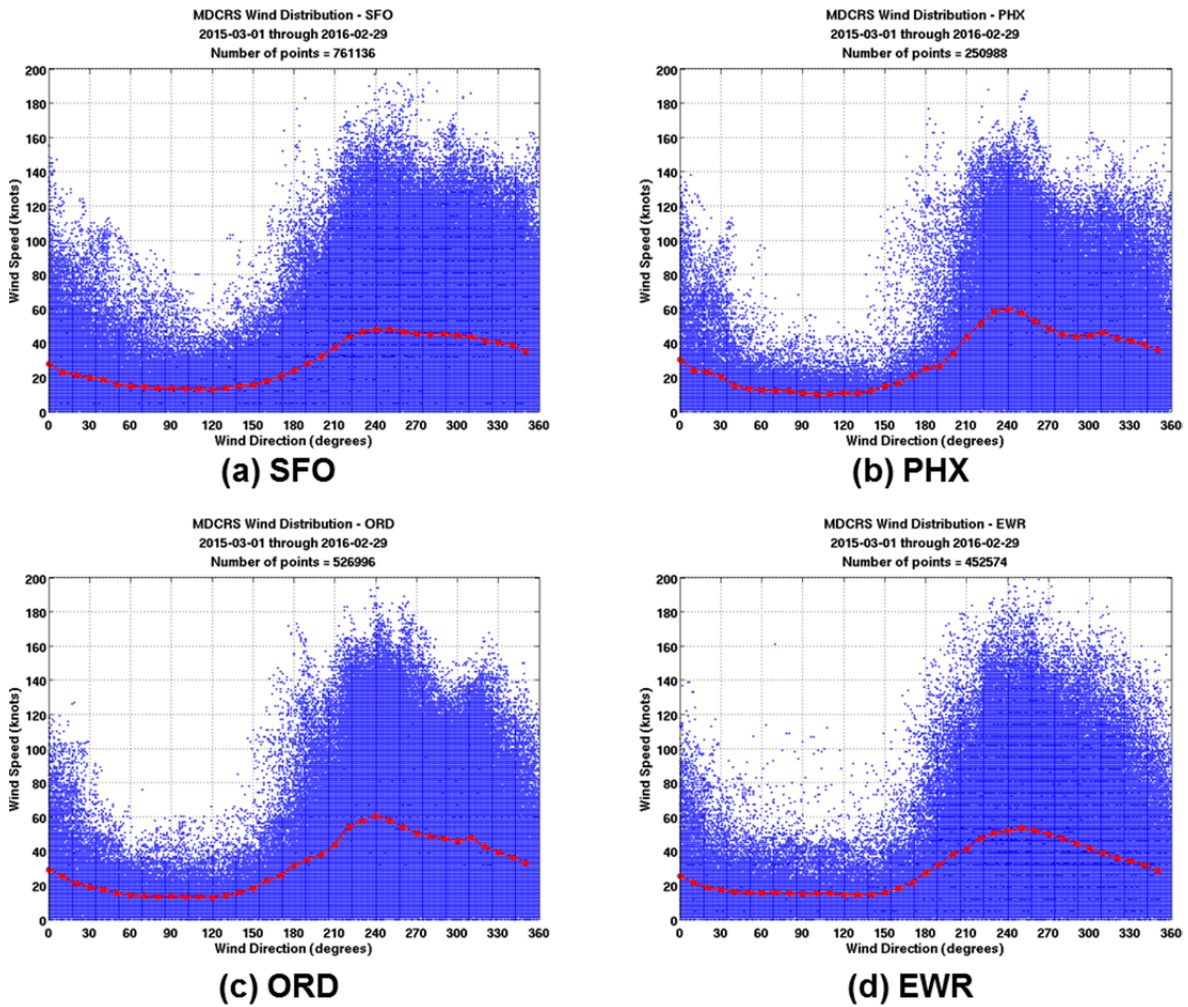 MDCRS Wind Distribution - SFO
2015-03-01 through 2016-02-29
Number of points = 761136
200
180
160
140
120
100
80
60
40
20
0
Wind Speed (knots)
0 30 60 90 120 150 180 210 240 270 300 330 360
Wind Direction (degrees)
(a) SFO
MDCRS Wind Distribution - PHX
2015-03-01 through 2016-02-29
Number of points = 250988
200
180
160
140
120
100
80
60
40
20
0
Wind Speed (knots)
0 30 60 90 120 150 180 210 240 270 300 330 360
Wind Direction (degrees)
(b) PHX
MDCRS Wind Distribution - ORD
2015-03-01 through 2016-02-29
Number of points = 526996
200
180
160
140
120
100
80
60
40
20
0
Wind Speed (knots)
0 30 60 90 120 150 180 210 240 270 300 330 360
Wind Direction (degrees)
(c) ORD
MDCRS Wind Distribution - EWR
2015-03-01 through 2016-02-29
Number of points = 452574
200
180
160
140
120
100
80
60
40
20
0
Wind Speed (knots)
0 30 60 90 120 150 180 210 240 270 300 330 360
Wind Direction (degrees)
(d) EWR